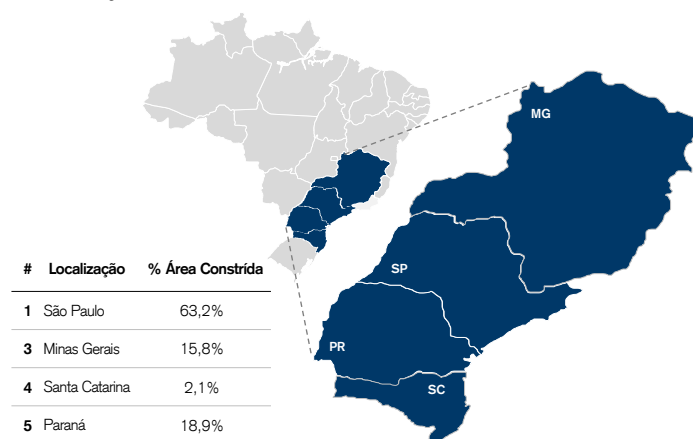 MG
SP
PR
SC
# Localização % Área Constrída
1 São Paulo 63,2%
3 Minas Gerais 15,8%
4 Santa Catarina 2,1%
5 Paraná 18,9%